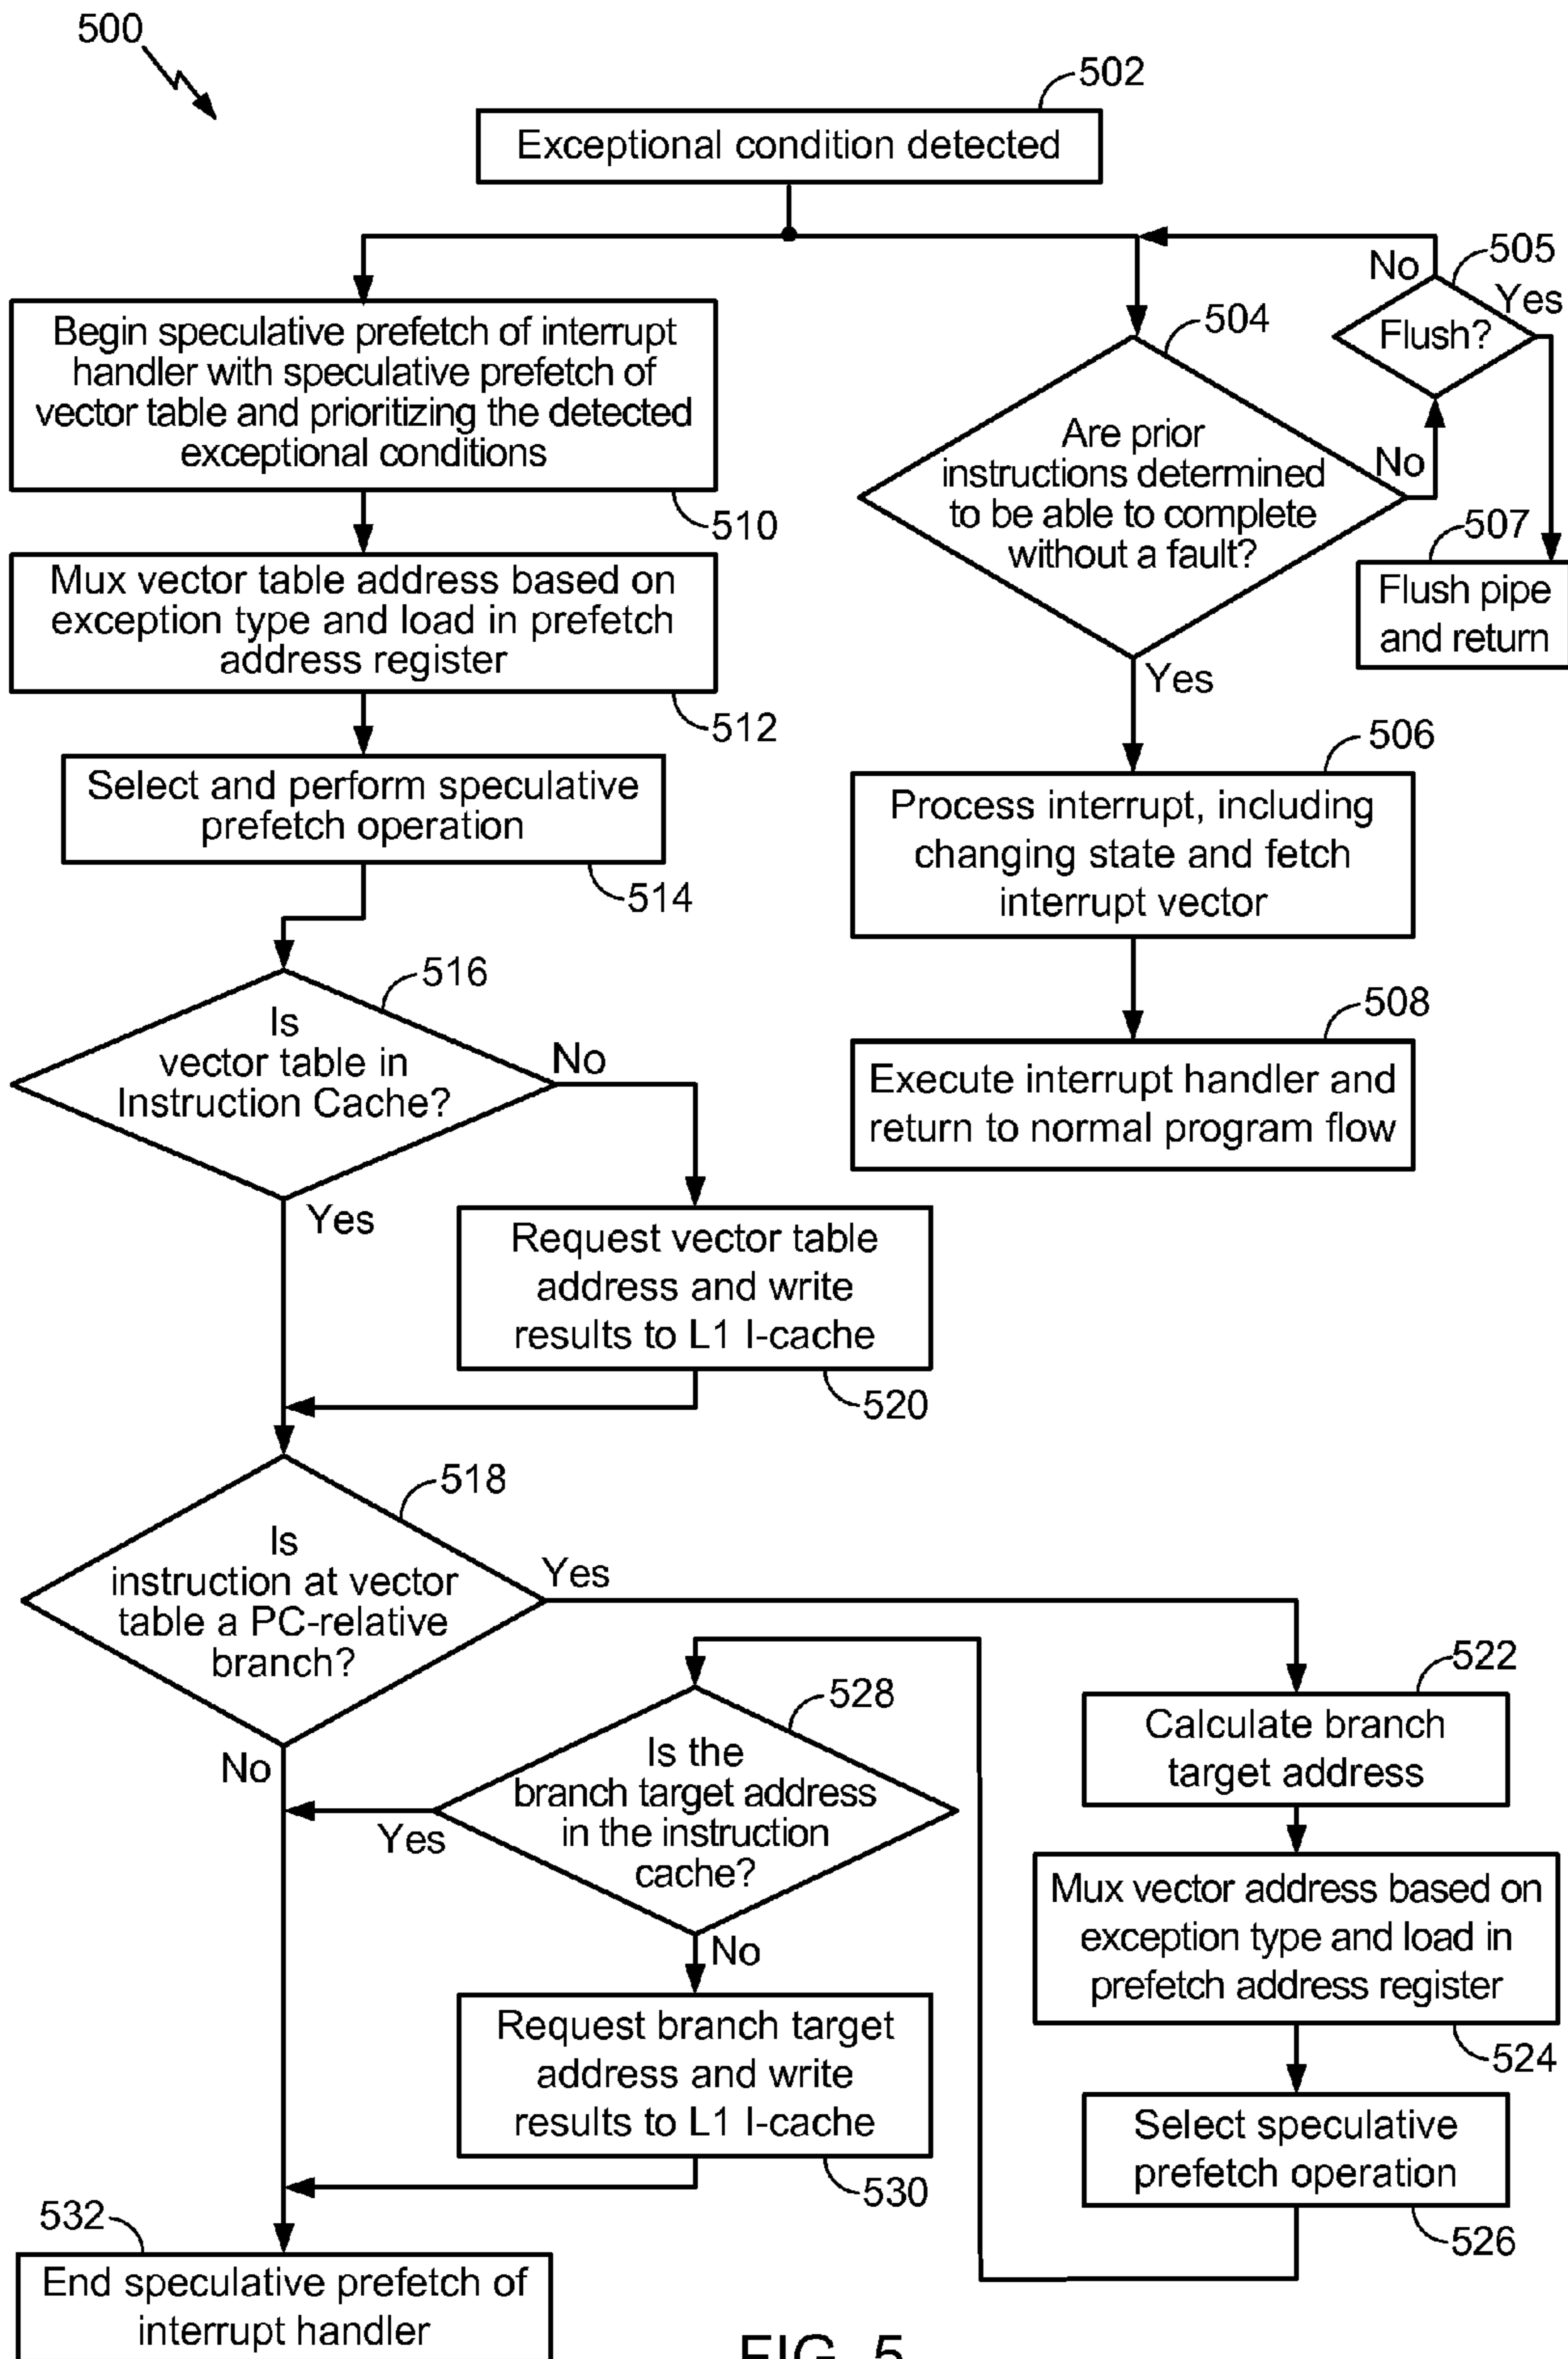 500
502
Exceptional condition detected
505
No
Yes
Flush?
504
Begin speculative prefetch of interrupt
handler with speculative prefetch of
vector table and prioritizing the detected
exceptional conditions
510
Are prior
instructions determined
to be able to complete
without a fault?
No
507
Flush pipe
and return
Yes
Mux vector table address based on
exception type and load in prefetch
address register
512
506
Process interrupt, including
changing state and fetch
interrupt vector
Select and perform speculative
prefetch operation
514
508
Execute interrupt handler and
return to normal program flow
516
Is
vector table in
Instruction Cache?
No
Yes
Request vector table
address and write
results to L1 I-cache
520
518
Is
instruction at vector
table a PC-relative
branch?
Yes
No
522
Calculate branch
target address
528
Is the
branch target address
in the instruction
cache?
Yes
No
Mux vector address based on
exception type and load in
prefetch address register
524
Request branch target
address and write
results to L1 I-cache
530
Select speculative
prefetch operation
526
532
End speculative prefetch of
interrupt handler
FIG. 5